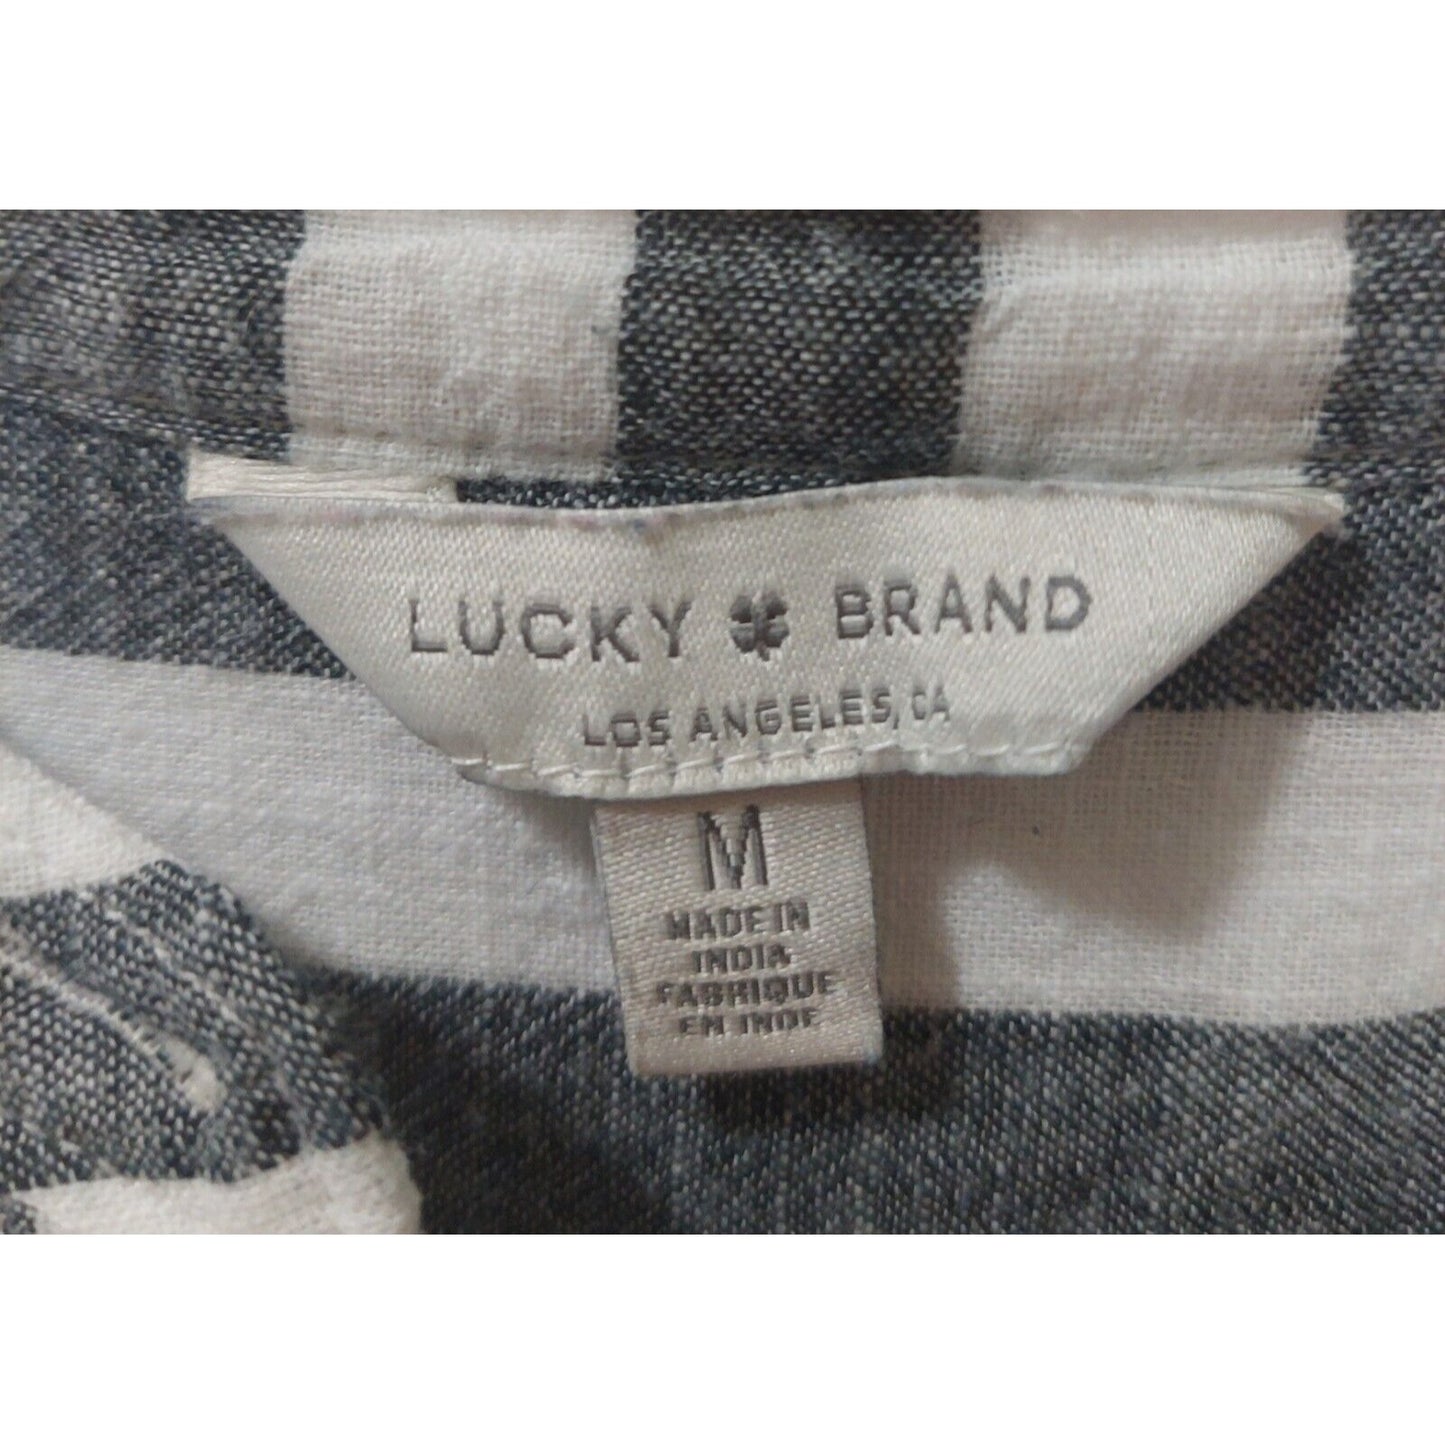 LUCKY BRAND
LOS ANGELES, CA
M
MADE IN
INDIA
FABRIQUE
EN INDE